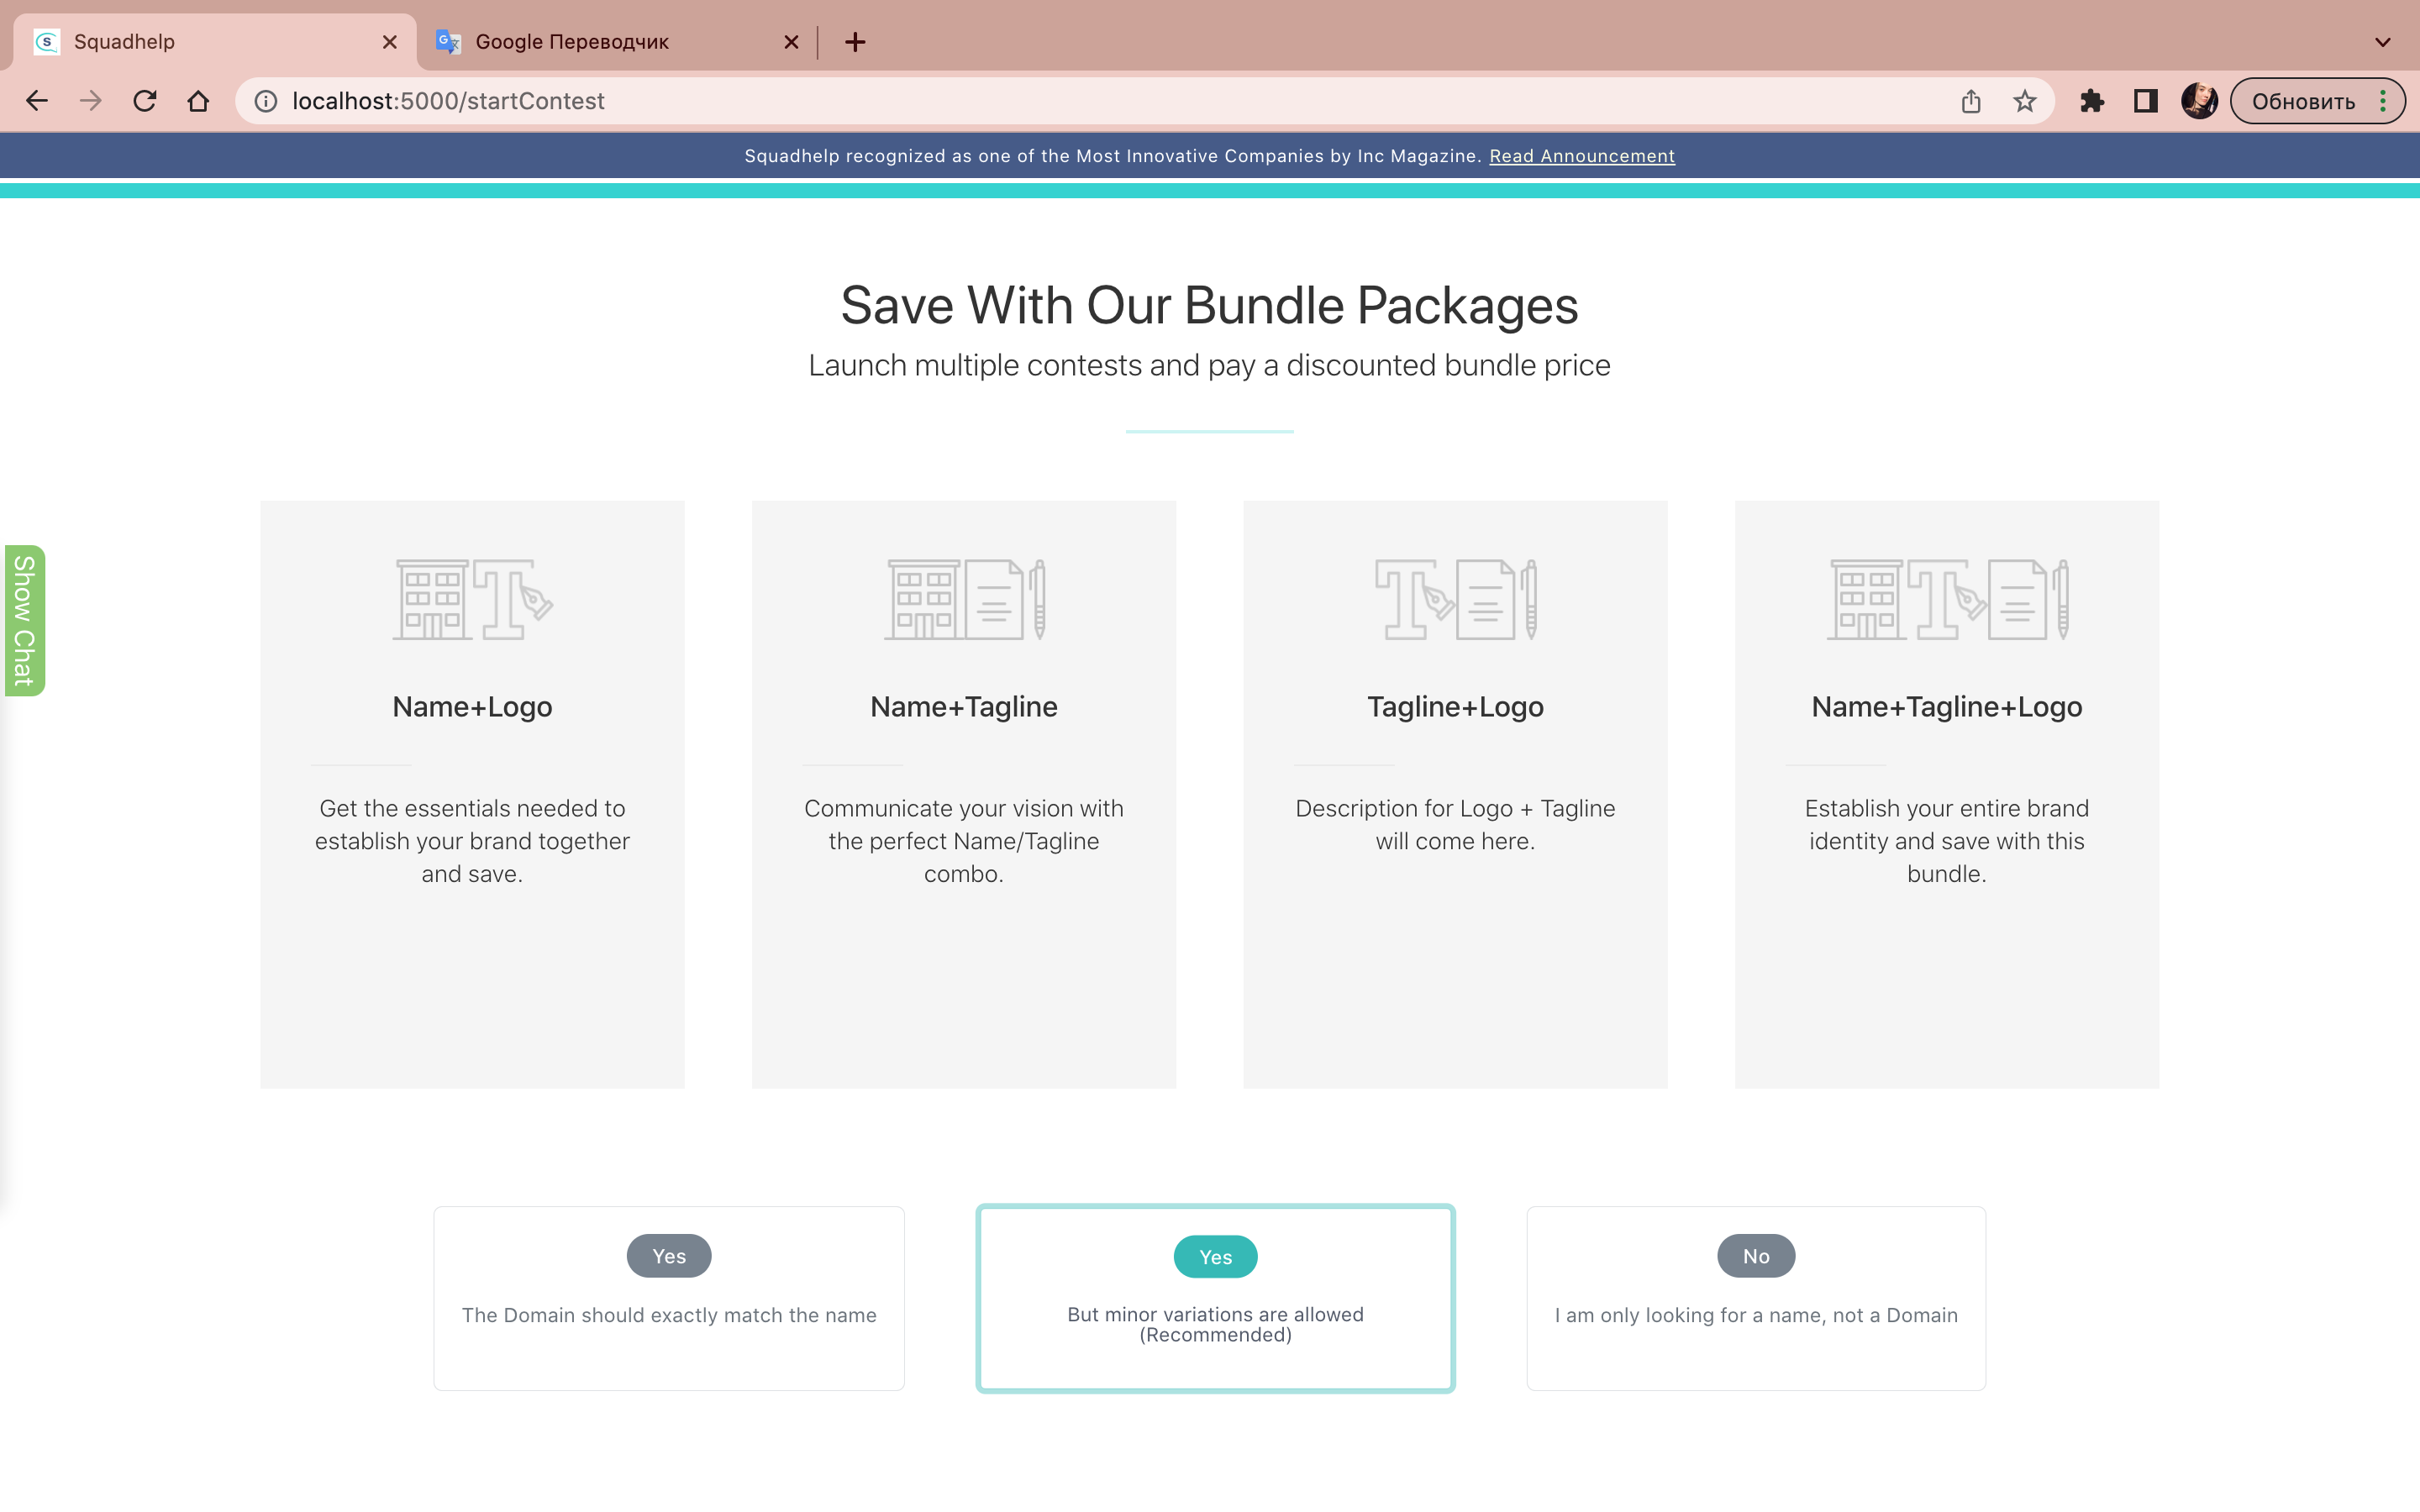 Squadhelp
Google Переводчик
localhost:5000/startContest
Обновить
Squadhelp recognized as one of the Most Innovative Companies by Inc Magazine. Read Announcement
Save With Our Bundle Packages
Launch multiple contests and pay a discounted bundle price
Show Chat
Name+Logo
Get the essentials needed to
establish your brand together
and save.
Name+Tagline
Communicate your vision with
the perfect Name/Tagline
combo.
Tagline+Logo
Description for Logo + Tagline
will come here.
Name+Tagline+Logo
Establish your entire brand
identity and save with this
bundle.
Yes
The Domain should exactly match the name
Yes
But minor variations are allowed
(Recommended)
No
I am only looking for a name, not a Domain